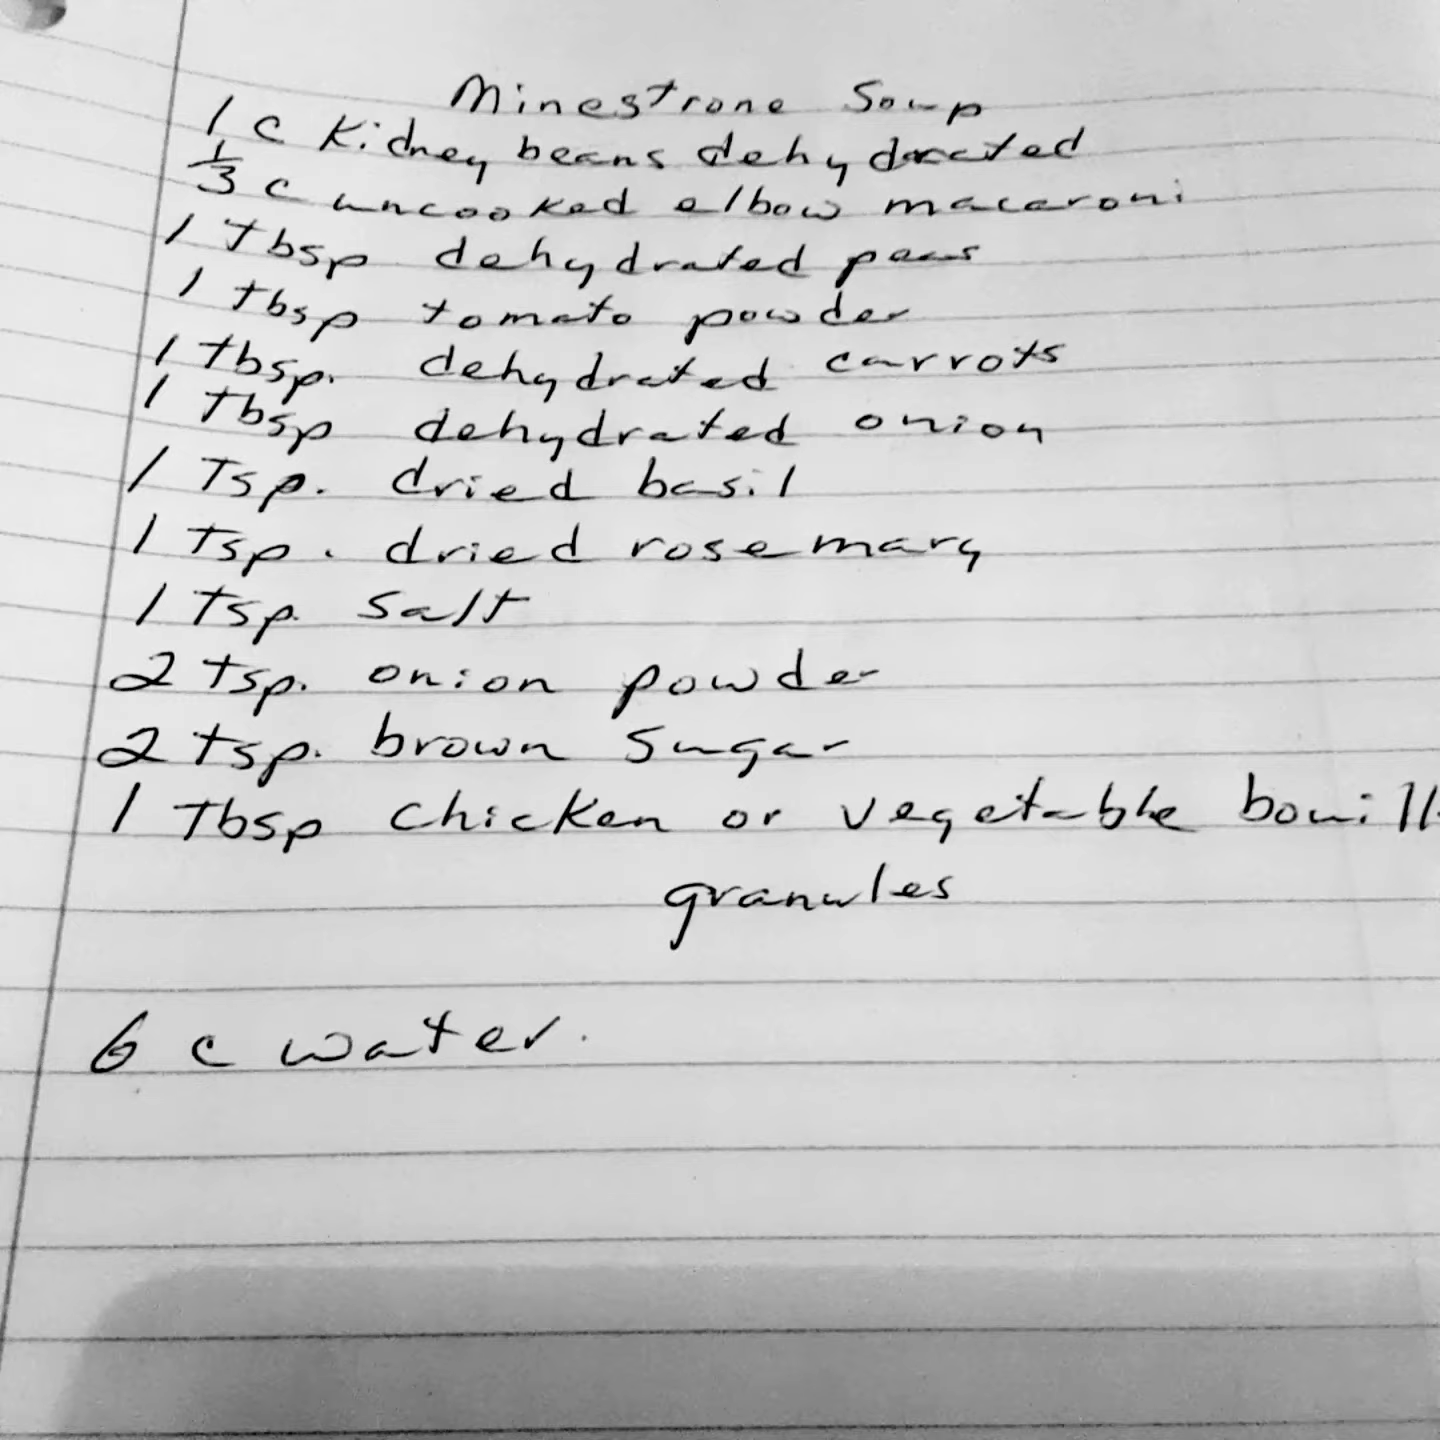 Minestrone Soup
1 c Kidney beans dehydrated
1/3 c uncooked elbow macaroni
1 Tbsp dehydrated peas
1 Tbsp tomato powder
1 Tbsp. dehydrated carrots
1 Tbsp dehydrated onion
1 Tsp. dried basil
1 Tsp. dried rosemary
1 Tsp. Salt
2 tsp. onion powder
2 tsp. brown Sugar
1 Tbsp chicken or vegetable bouill
granules
6 c water.